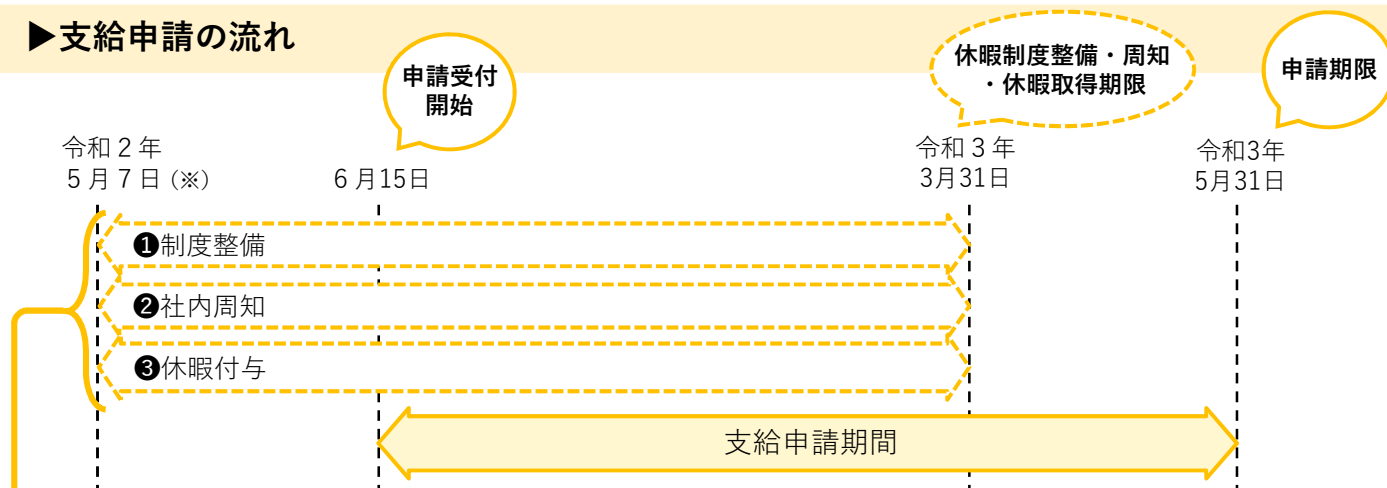 ▶支給申請の流れ
申請受付
開始
休暇制度整備・周知
・休暇取得期限
申請期限
令和２年
５月７日（※）
６月15日
令和３年
3月31日
令和3年
5月31日
❶制度整備
❷社内周知
❸休暇付与
支給申請期間